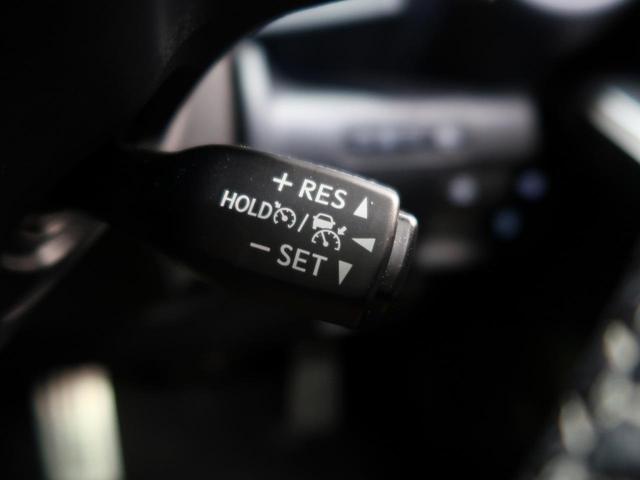 + RES
HOLD /
- SET